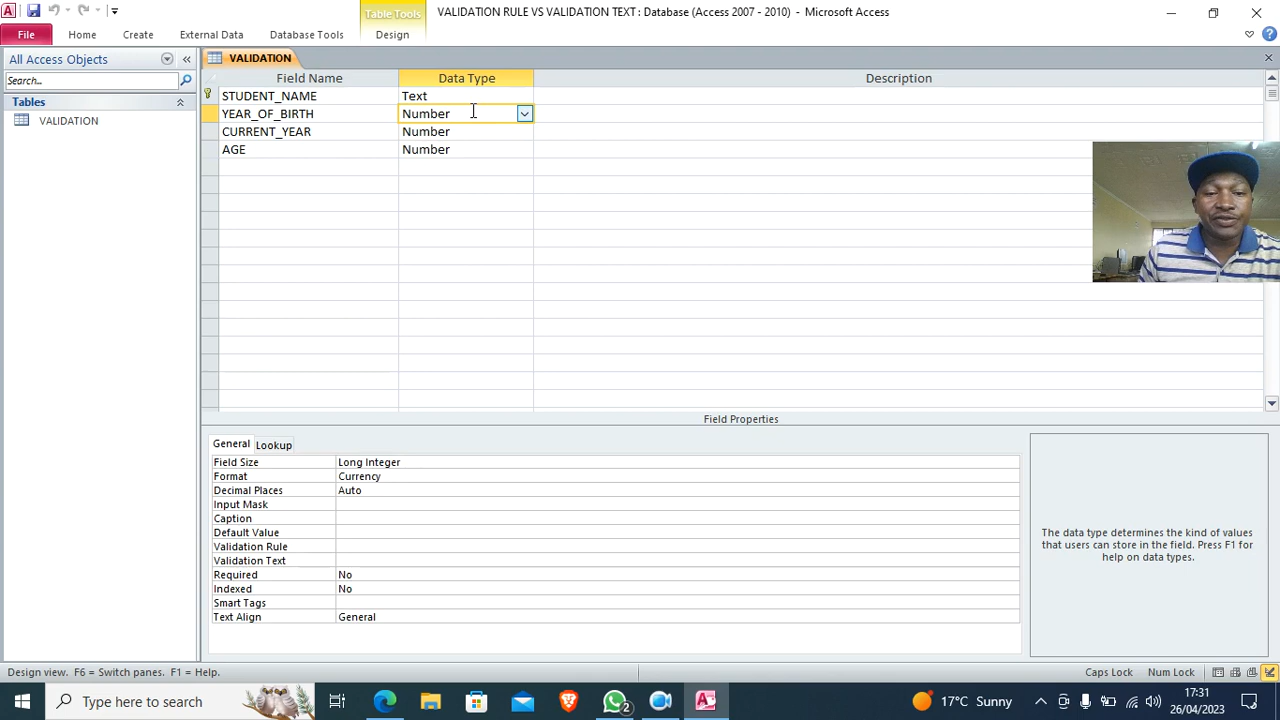 Table Tools
VALIDATION RULE VS VALIDATION TEXT : Database (Access 2007 - 2010) - Microsoft Access
File Home Create External Data Database Tools Design
All Access Objects
Search...
Tables
VALIDATION
VALIDATION
Field Name Data Type Description
STUDENT_NAME Text
YEAR_OF_BIRTH Number
CURRENT_YEAR Number
AGE Number
Field Properties
General Lookup
Field Size Long Integer
Format Currency
Decimal Places Auto
Input Mask
Caption
Default Value
Validation Rule
Validation Text
Required No
Indexed No
Smart Tags
Text Align General
The data type determines the kind of values
that users can store in the field. Press F1 for
help on data types.
Design view. F6 = Switch panes. F1 = Help. Caps Lock Num Lock
Type here to search
2
17°C Sunny
17:31
26/04/2023